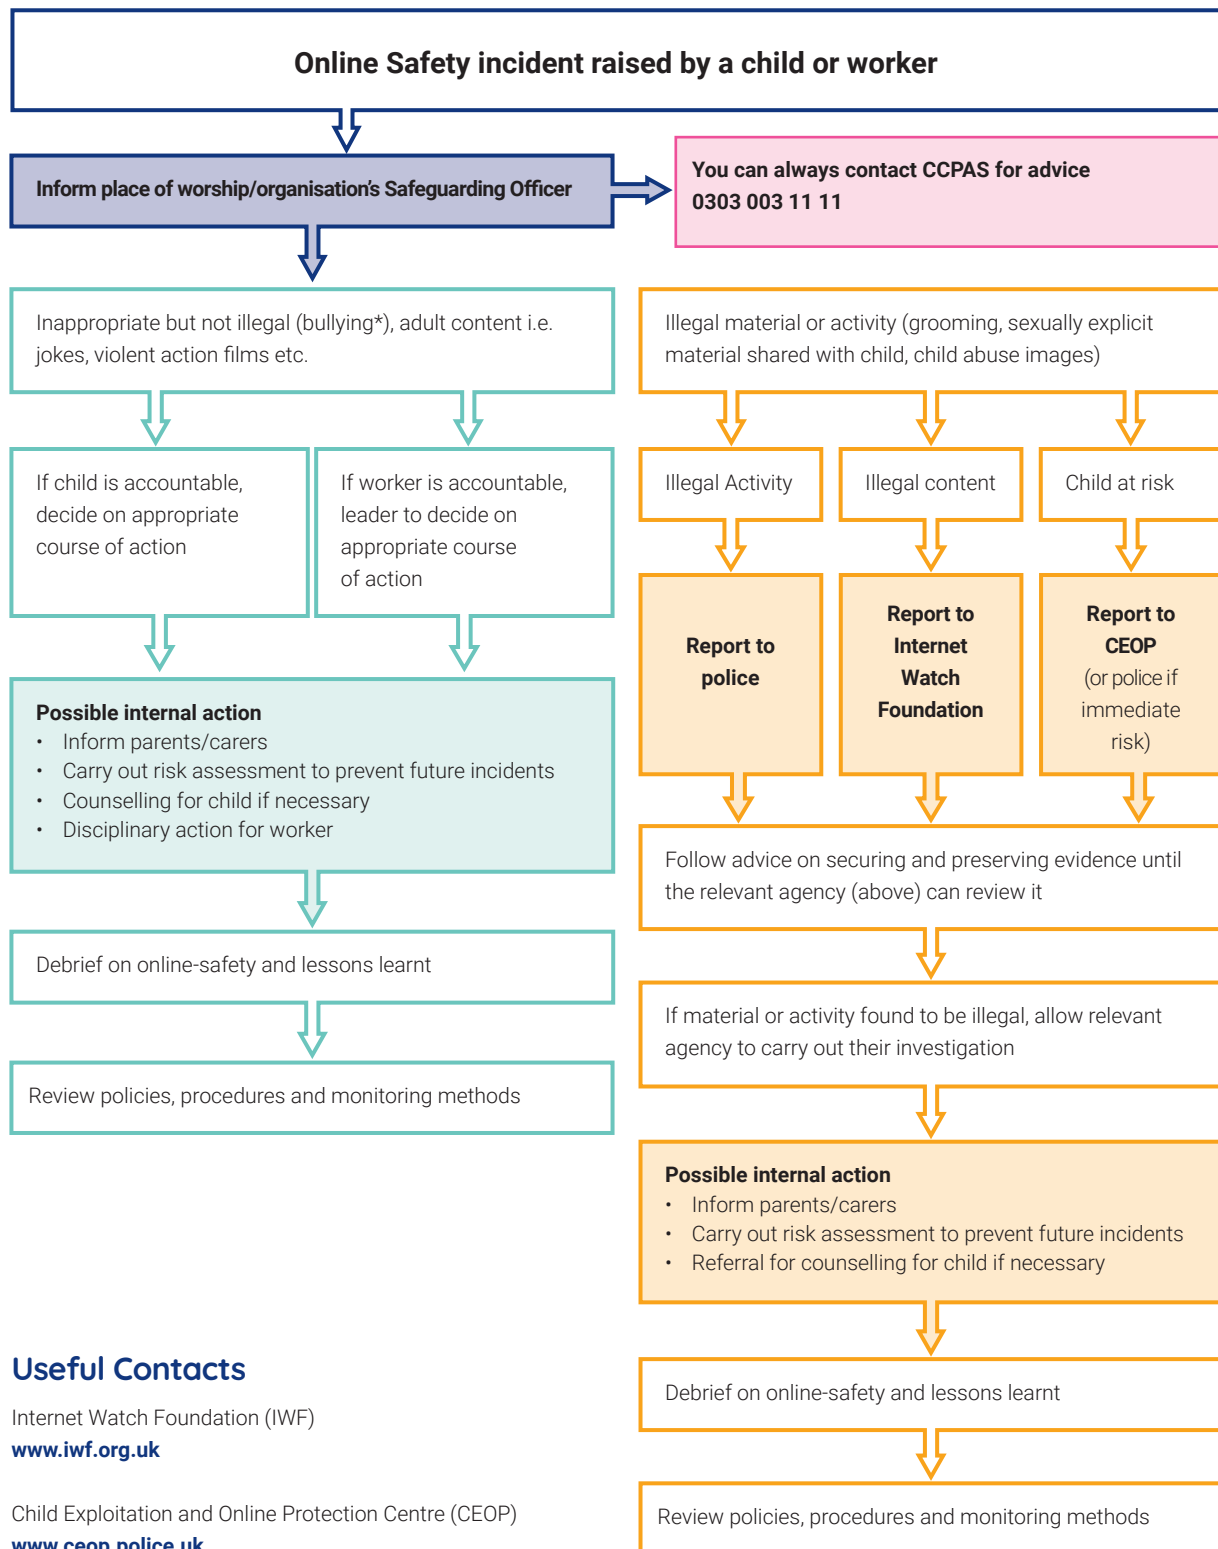 Online Safety incident raised by a child or worker
Inform place of worship/organisation's Safeguarding Officer
You can always contact CCPAS for advice
0303 003 11 11
Inappropriate but not illegal (bullying*), adult content i.e.
jokes, violent action films etc.
If child is accountable,
decide on appropriate
course of action
If worker is accountable,
leader to decide on
appropriate course
of action
Possible internal action
• Inform parents/carers
• Carry out risk assessment to prevent future incidents
• Counselling for child if necessary
• Disciplinary action for worker
Debrief on online-safety and lessons learnt
Review policies, procedures and monitoring methods
Illegal material or activity (grooming, sexually explicit
material shared with child, child abuse images)
Illegal Activity
Illegal content
Child at risk
Report to
police
Report to
Internet
Watch
Foundation
Report to
CEOP
(or police if
immediate
risk)
Follow advice on securing and preserving evidence until
the relevant agency (above) can review it
If material or activity found to be illegal, allow relevant
agency to carry out their investigation
Possible internal action
• Inform parents/carers
• Carry out risk assessment to prevent future incidents
• Referral for counselling for child if necessary
Debrief on online-safety and lessons learnt
Review policies, procedures and monitoring methods
Useful Contacts
Internet Watch Foundation (IWF)
www.iwf.org.uk
Child Exploitation and Online Protection Centre (CEOP)
www.ceop.police.uk